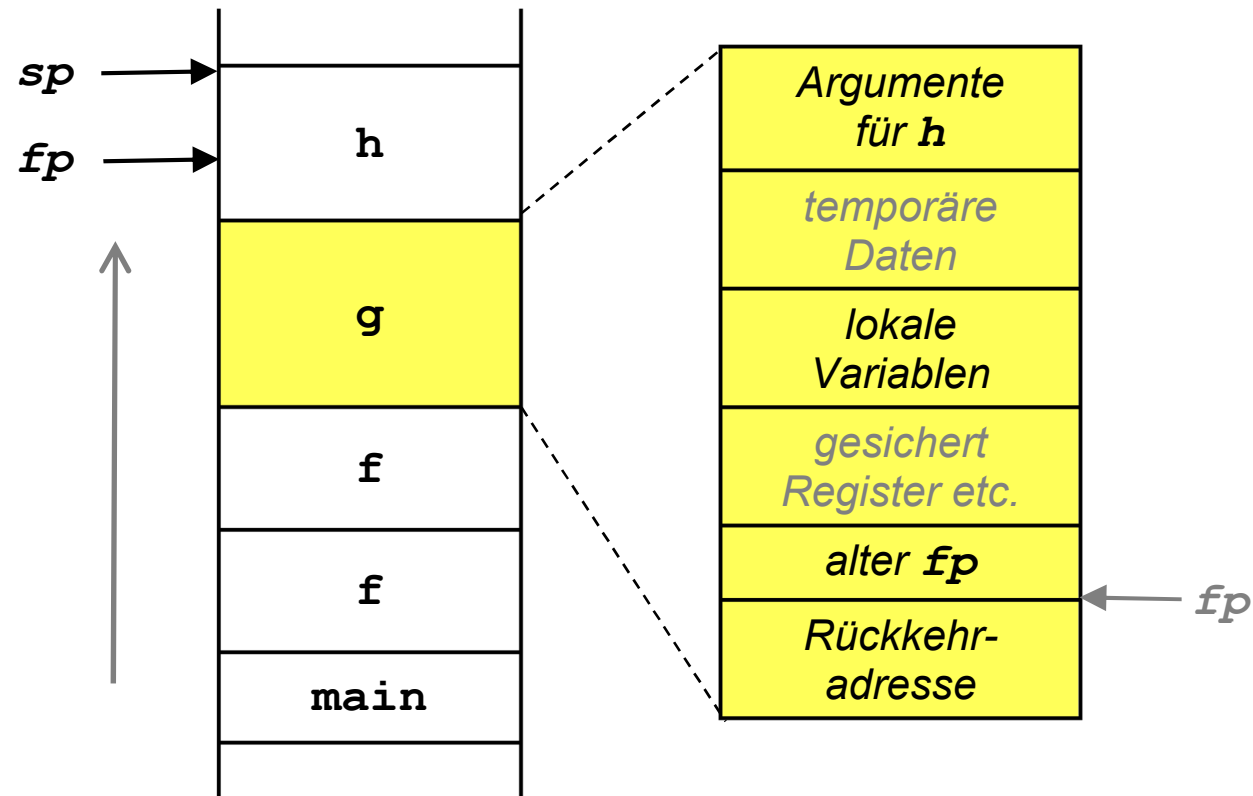 sp
fp
h
g
f
f
main
Argumente
für h
temporäre
Daten
lokale
Variablen
gesichert
Register etc.
alter fp
Rückkehr-
adresse
fp